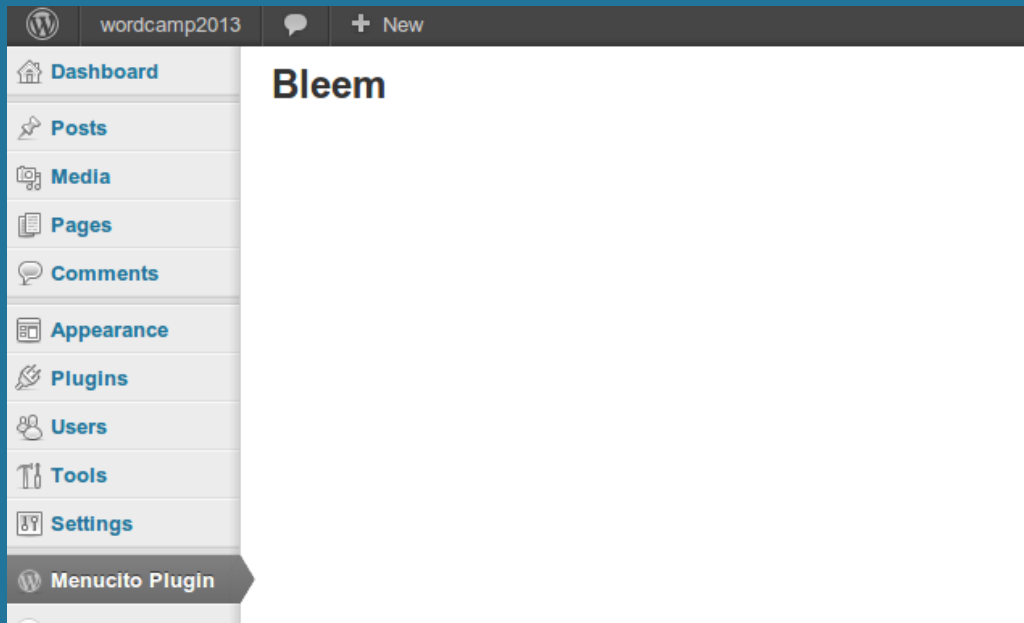 wordcamp2013 New
Dashboard
Bleem
Posts
Media
Pages
Comments
Appearance
Plugins
Users
Tools
Settings
Menucito Plugin